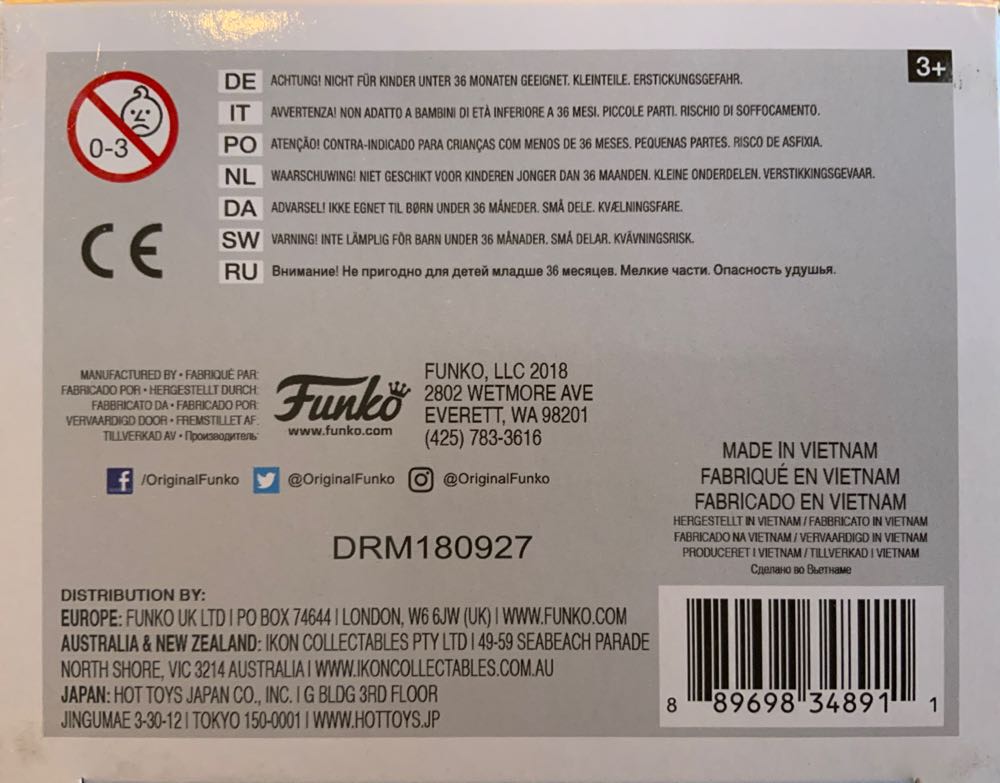 3+
0-3
DE ACHTUNG! NICHT FÜR KINDER UNTER 36 MONATEN GEEIGNET. KLEINTEILE. ERSTICKUNGSGEFAHR.
IT AVVERTENZA! NON ADATTO A BAMBINI DI ETÀ INFERIORE A 36 MESI. PICCOLE PARTI. RISCHIO DI SOFFOCAMENTO.
PO ATENÇÃO! CONTRA-INDICADO PARA CRIANÇAS COM MENOS DE 36 MESES. PEQUENAS PARTES. RISCO DE ASFIXIA.
NL WAARSCHUWING! NIET GESCHIKT VOOR KINDEREN JONGER DAN 36 MAANDEN. KLEINE ONDERDELEN. VERSTIKKINGSGEVAAR.
DA ADVARSEL! IKKE EGNET TIL BØRN UNDER 36 MÅNEDER. SMÅ DELE. KVÆLNINGSFARE.
SW VARNING! INTE LÄMPLIG FÖR BARN UNDER 36 MÅNADER. SMÅ DELAR. KVÄVNINGSRISK.
RU Внимание! Не пригодно для детей младше 36 месяцев. Мелкие части. Опасность удушья.
CE
MANUFACTURED BY • FABRIQUÉ PAR:
FABRICADO POR • HERGESTELLT DURCH:
FABBRICATO DA • FABRICADO POR:
VERVAARDIGD DOOR • FREMSTILLET AF:
TILLVERKAD AV • Производитель:
Funko
www.funko.com
FUNKO, LLC 2018
2802 WETMORE AVE
EVERETT, WA 98201
(425) 783-3616
/OriginalFunko @OriginalFunko @OriginalFunko
MADE IN VIETNAM
FABRIQUÉ EN VIETNAM
FABRICADO EN VIETNAM
HERGESTELLT IN VIETNAM / FABBRICATO IN VIETNAM
FABRICADO NA VIETNAM / VERVAARDIGD IN VIETNAM
PRODUCERET I VIETNAM / TILLVERKAD I VIETNAM
Сделано во Вьетнаме
DRM180927
DISTRIBUTION BY:
EUROPE: FUNKO UK LTD | PO BOX 74644 | LONDON, W6 6JW (UK) | WWW.FUNKO.COM
AUSTRALIA & NEW ZEALAND: IKON COLLECTABLES PTY LTD | 49-59 SEABEACH PARADE
NORTH SHORE, VIC 3214 AUSTRALIA | WWW.IKONCOLLECTABLES.COM.AU
JAPAN: HOT TOYS JAPAN CO., INC. | G BLDG 3RD FLOOR
JINGUMAE 3-30-12 | TOKYO 150-0001 | WWW.HOTTOYS.JP
8 89698 34891 1